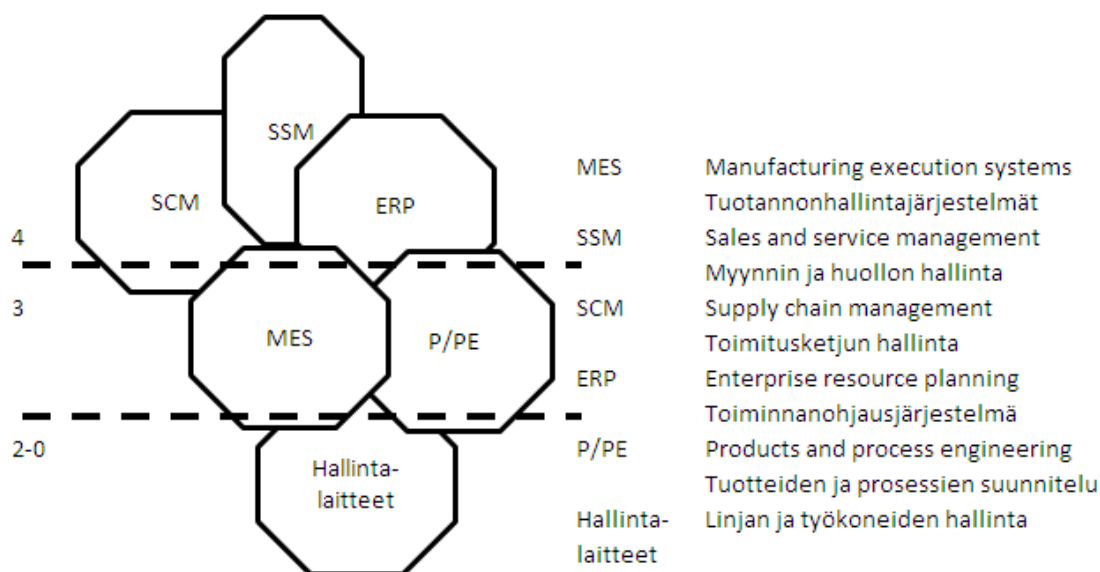 SSM
SCM
ERP
4
3
MES
P/PE
2-0
Hallinta-
laitteet
MES Manufacturing execution systems
Tuotannonhallintajärjestelmät
SSM Sales and service management
Myynnin ja huollon hallinta
SCM Supply chain management
Toimitusketjun hallinta
ERP Enterprise resource planning
Toiminnanohjausjärjestelmä
P/PE Products and process engineering
Tuotteiden ja prosessien suunnitelu
Hallinta- Linjan ja työkoneiden hallinta
laitteet